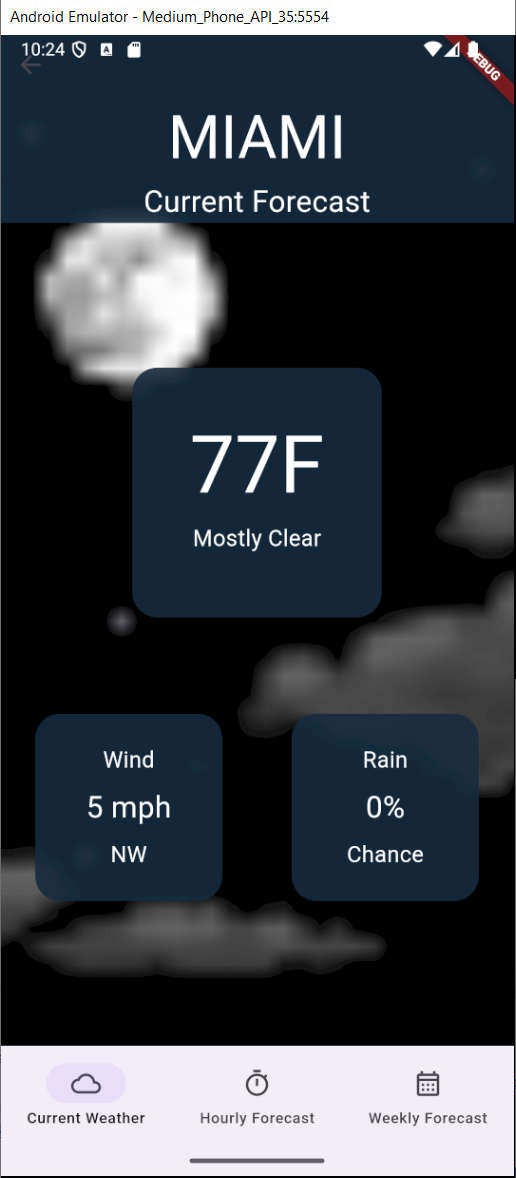 Android Emulator - Medium_Phone_API_35:5554
10:24
DEBUG
MIAMI
Current Forecast
77F
Mostly Clear
Wind
5 mph
NW
Rain
0%
Chance
Current Weather
Hourly Forecast
Weekly Forecast